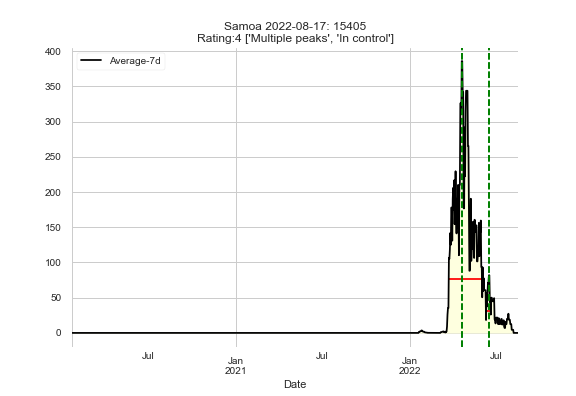 Samoa 2022-08-17: 15405
Rating:4 ['Multiple peaks', 'In control']
400
350
300
250
200
150
100
50
0
Average-7d
Jul
Jan
2021
Jul
Jan
2022
Jul
Date